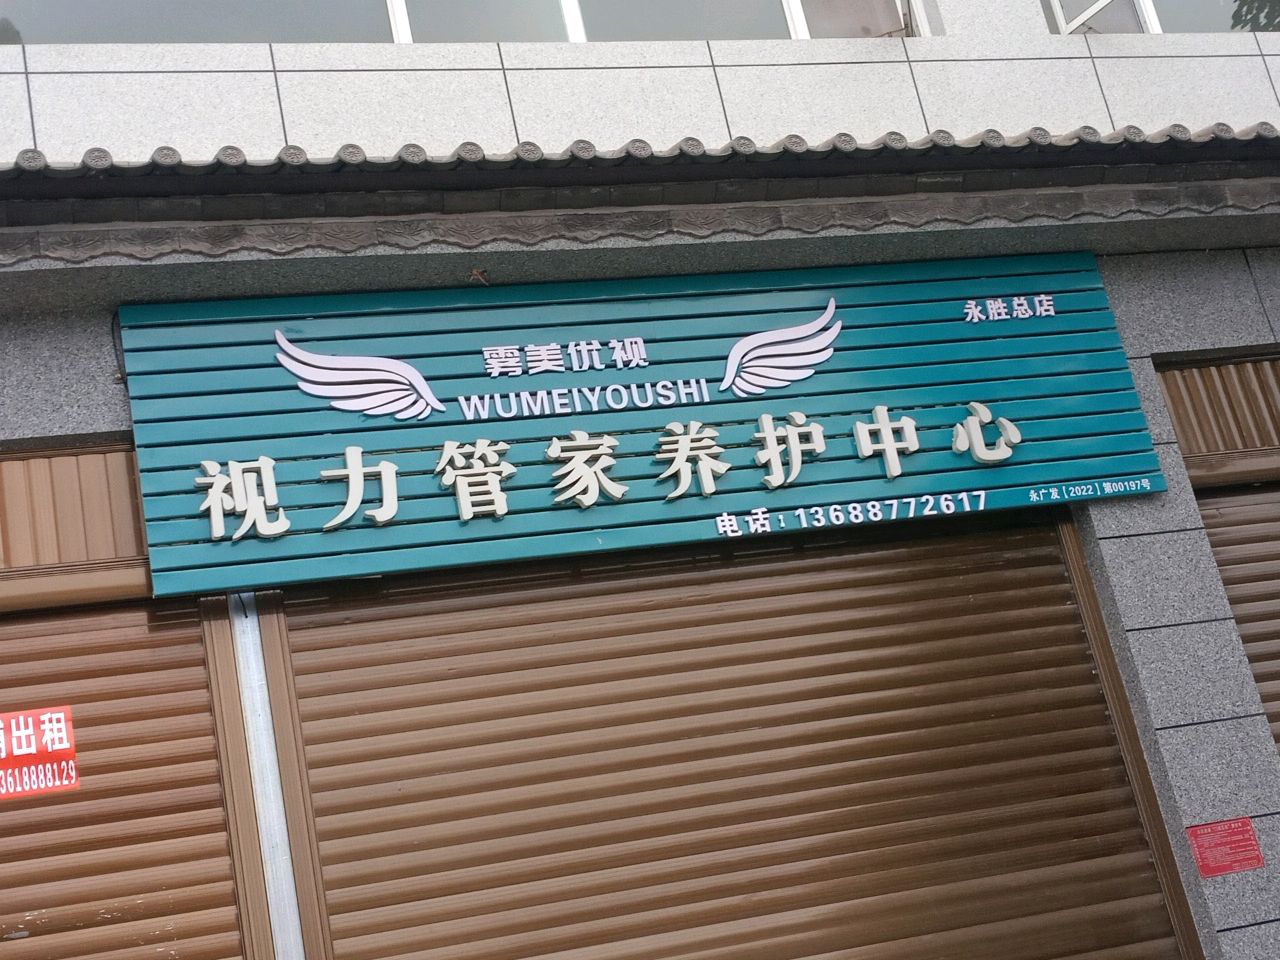 永胜总店
雾美优视
WUMEIYOUSHI
视力管家养护中心
电话：13688772617
永广发【2022】第00197号
出租
3618888129